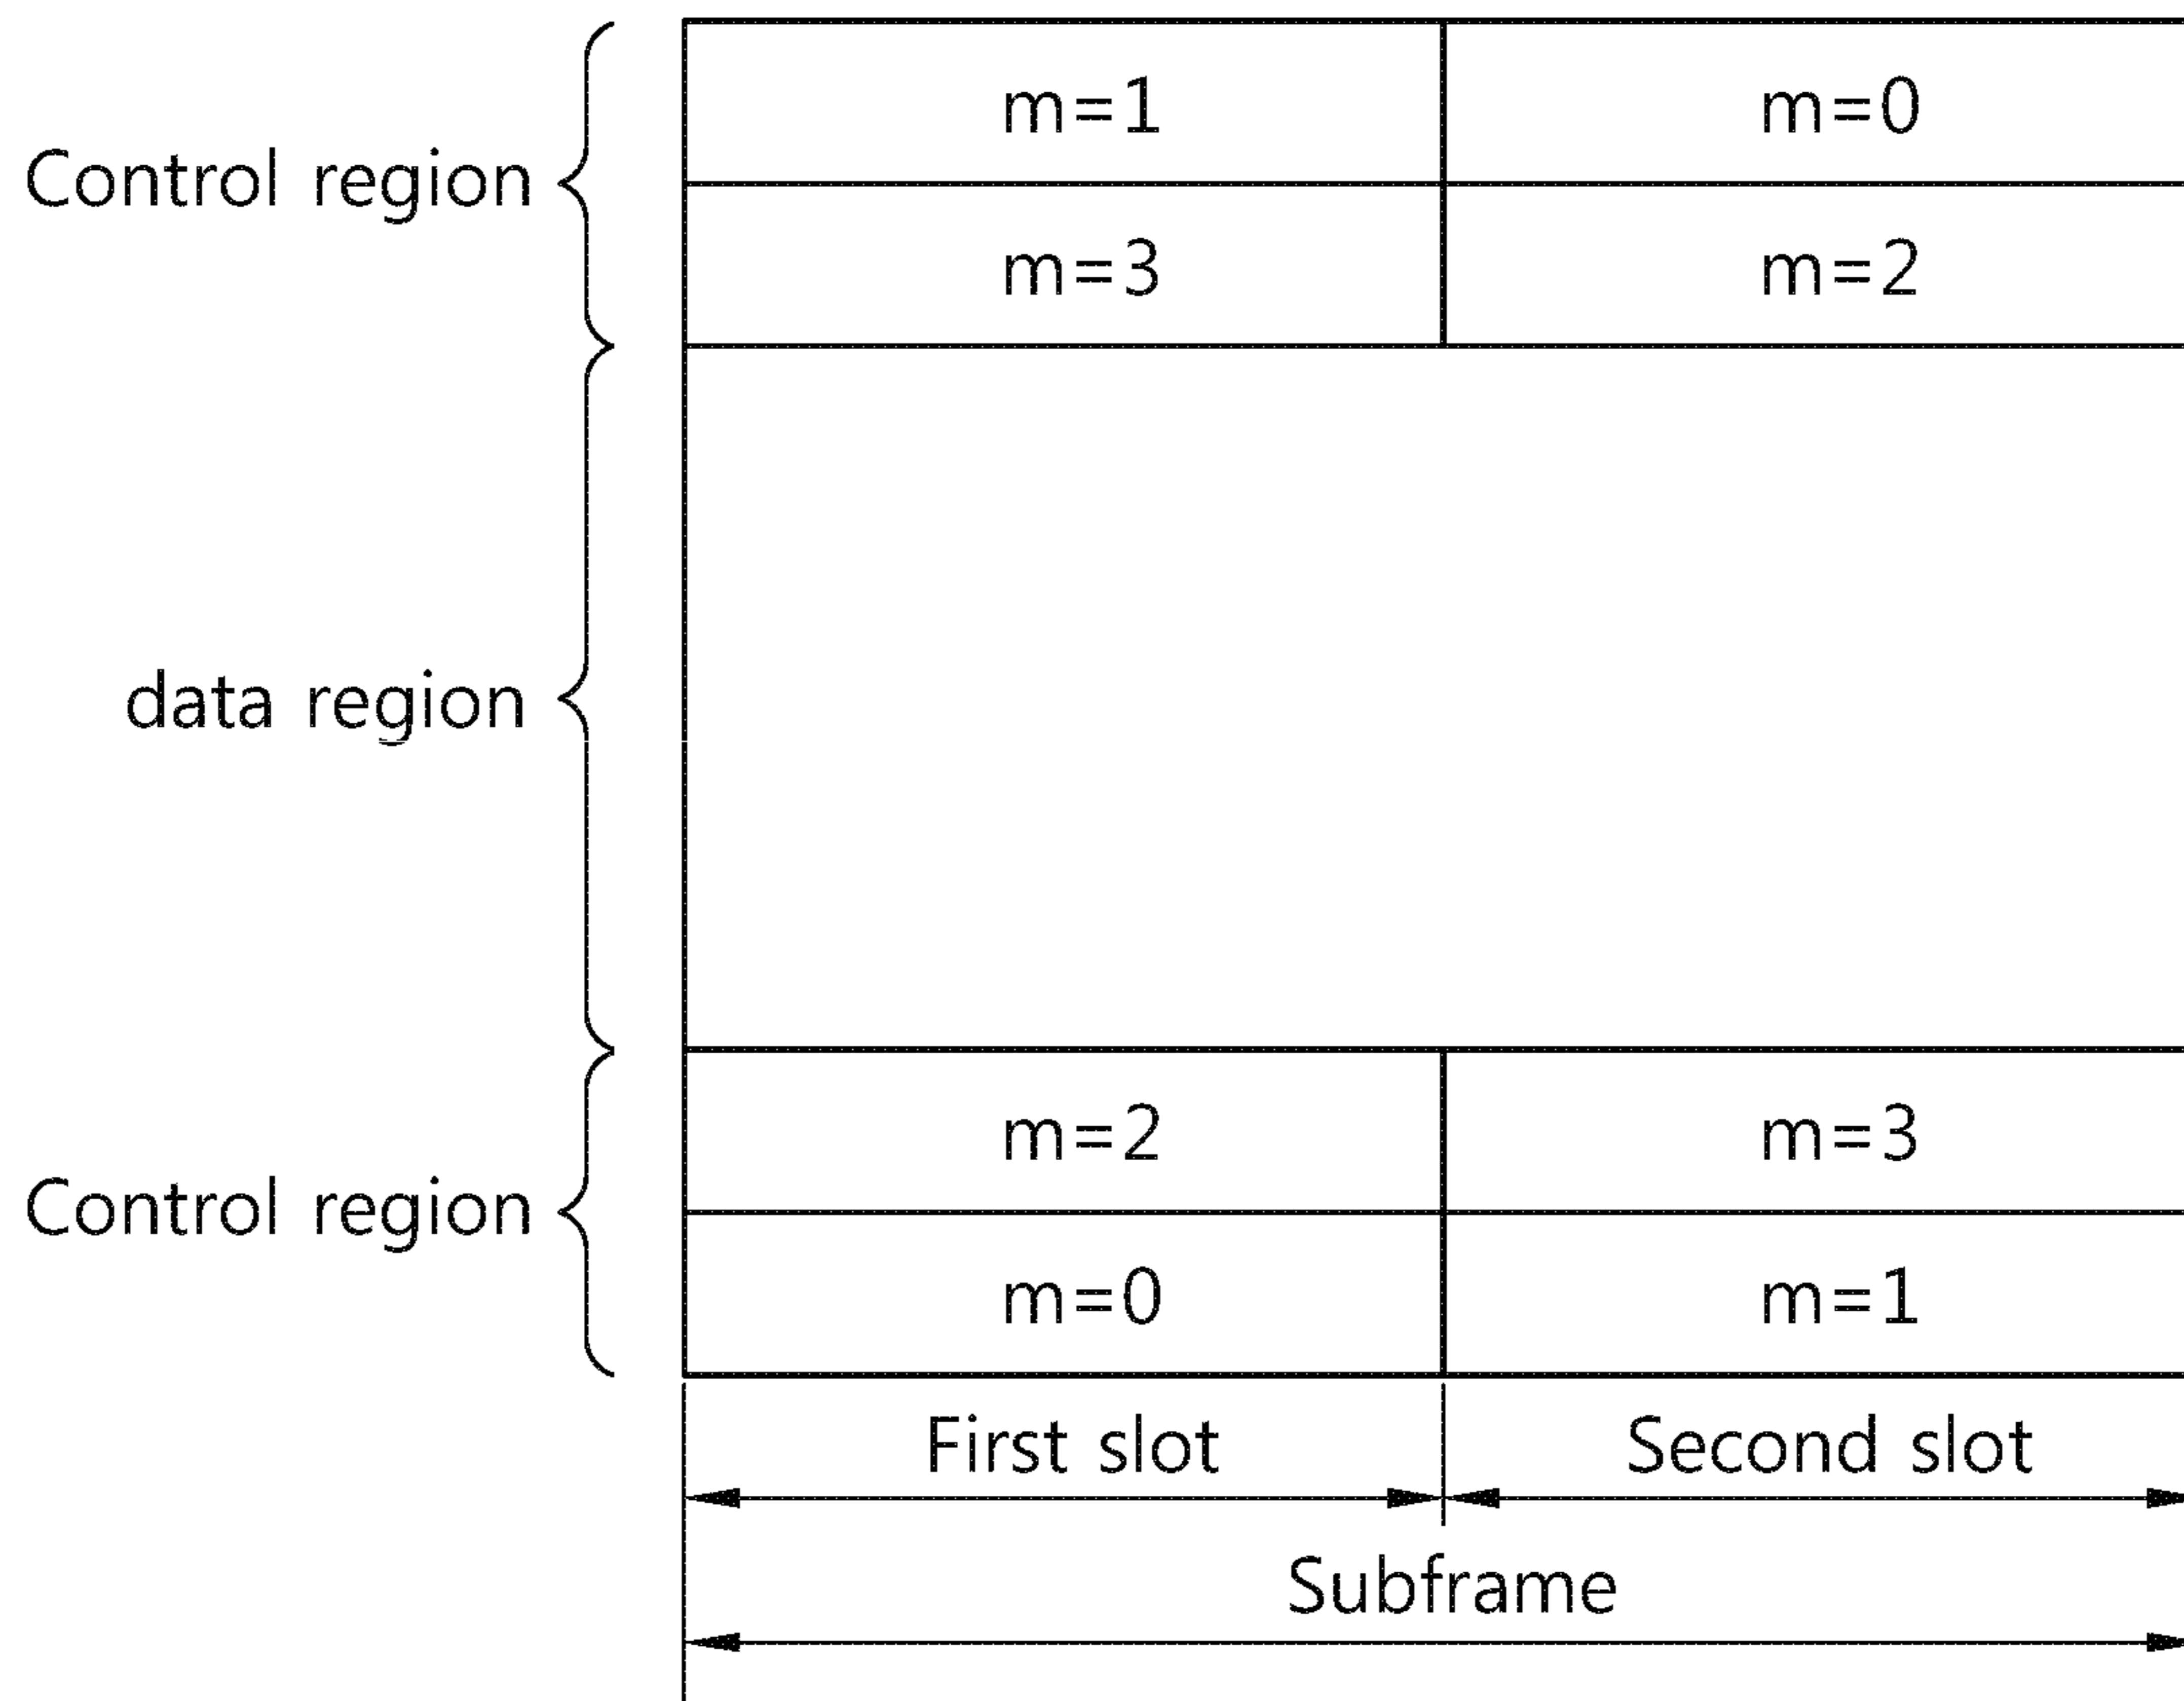 m=1 m=0
Control region
m=3 m=2
data region
m=2 m=3
Control region
m=0 m=1
First slot Second slot
Subframe